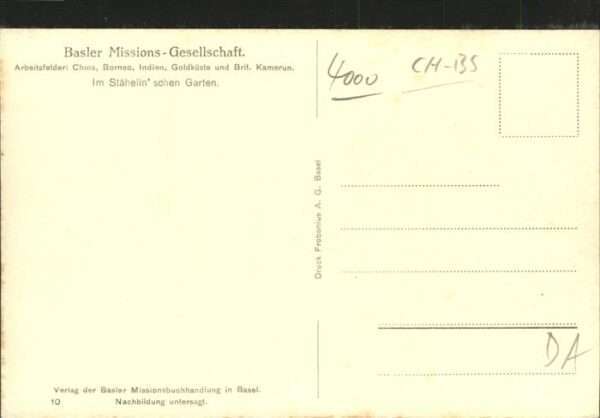 Basler Missions-Gesellschaft.
Arbeitsfelder: China, Borneo, Indien, Goldküste und Brit. Kamerun.
Im Stähelin'schen Garten.
4000
CH-BS
Druck Frobenius A. G. Basel
DA
Verlag der Basler Missionsbuchhandlung in Basel.
10 Nachbildung untersagt.